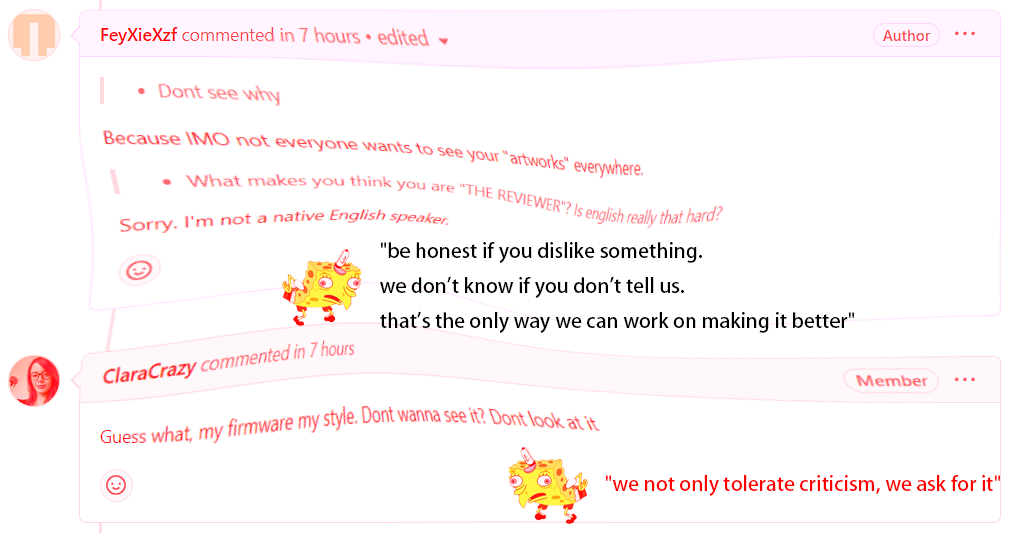 FeyXieXzf commented in 7 hours • edited
Author
• Dont see why
Because IMO not everyone wants to see your "artworks" everywhere.
• What makes you think you are "THE REVIEWER"? Is english really that hard?
Sorry. I'm not a native English speaker.
"be honest if you dislike something.
we don’t know if you don’t tell us.
that’s the only way we can work on making it better"
ClaraCrazy commented in 7 hours
Member
Guess what, my firmware my style. Dont wanna see it? Dont look at it
"we not only tolerate criticism, we ask for it"